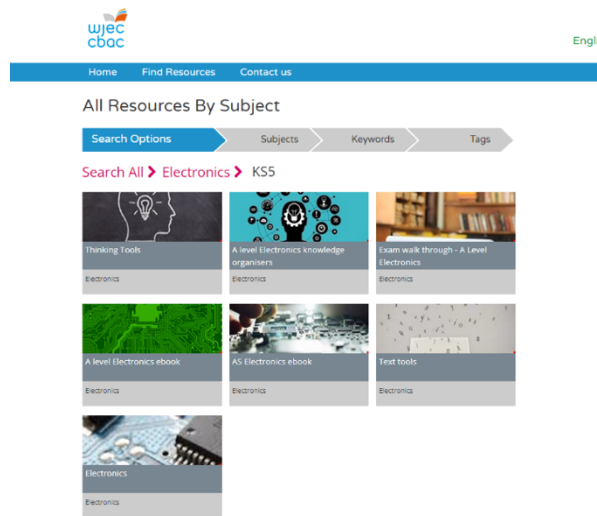 wjec
cbac
Engl
Home Find Resources Contact us
All Resources By Subject
Search Options Subjects Keywords Tags
Search All Electronics KS5
Thinking Tools
Electronics
A level Electronics knowledge
organisers
Electronics
Exam walk through - A Level
Electronics
Electronics
A level Electronics ebook
Electronics
AS Electronics ebook
Electronics
Text tools
Electronics
Electronics
Electronics